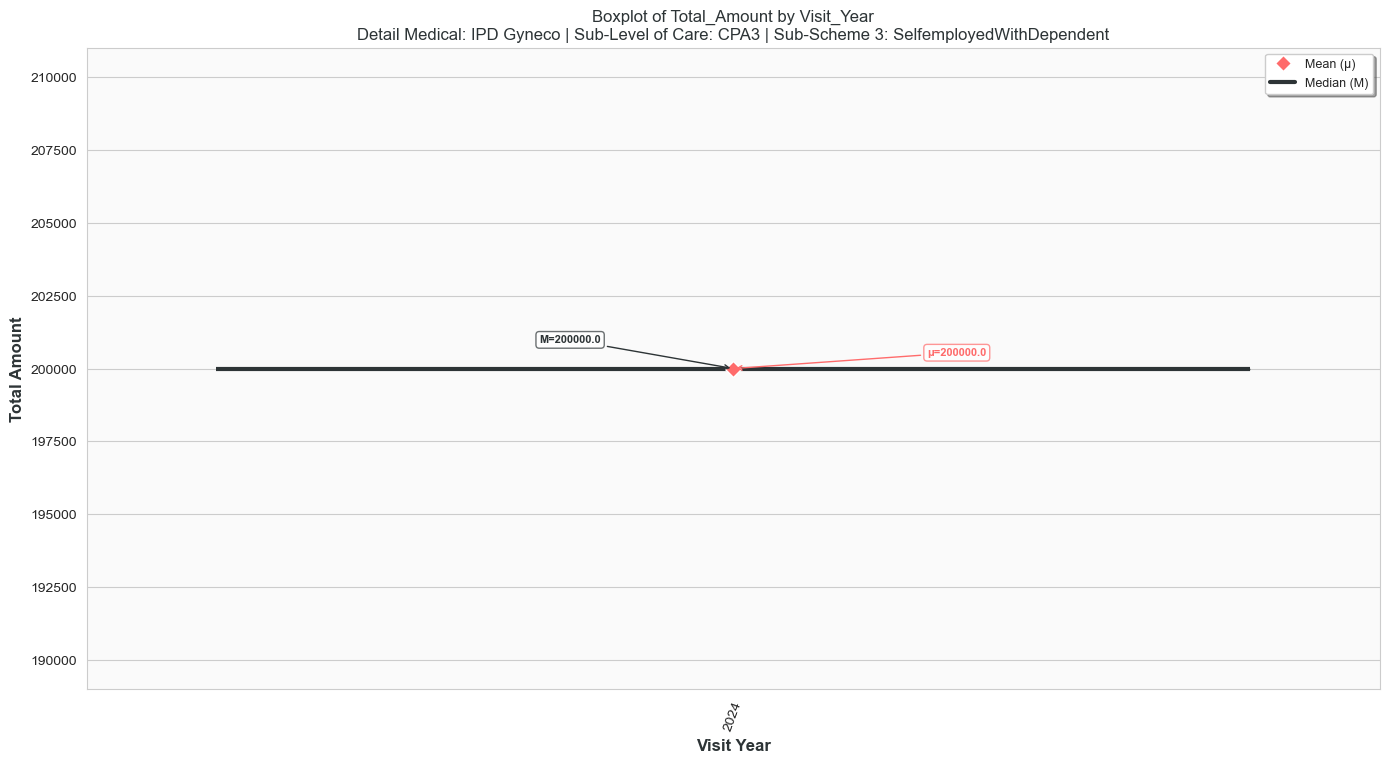 Boxplot of Total_Amount by Visit_Year
Detail Medical: IPD Gyneco | Sub-Level of Care: CPA3 | Sub-Scheme 3: SelfemployedWithDependent
Mean (μ)
Median (M)
210000
207500
205000
202500
200000
197500
195000
192500
190000
Total Amount
M=200000.0
μ=200000.0
2024
Visit Year